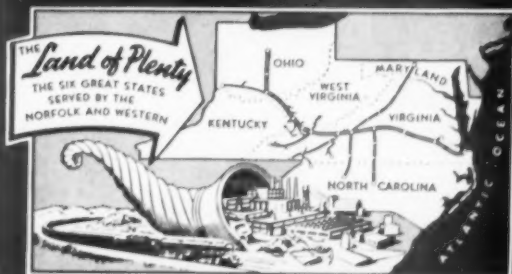 THE
Land of Plenty
THE SIX GREAT STATES
SERVED BY THE
NORFOLK AND WESTERN
OHIO
WEST
VIRGINIA
MARYLAND
KENTUCKY
VIRGINIA
NORTH CAROLINA
ATLANTIC OCEAN